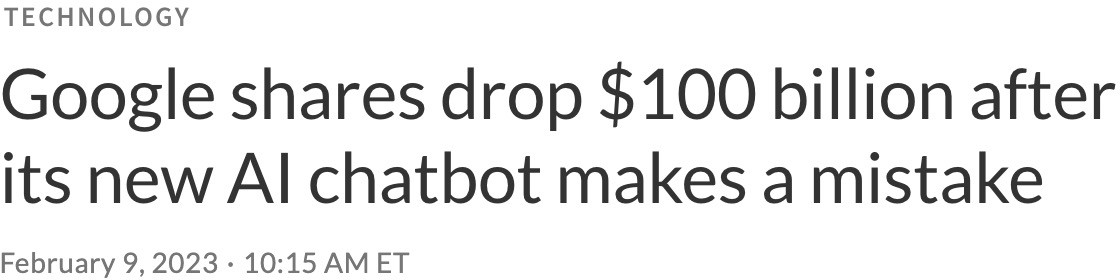 TECHNOLOGY
Google shares drop $100 billion after
its new AI chatbot makes a mistake
February 9, 2023 · 10:15 AM ET